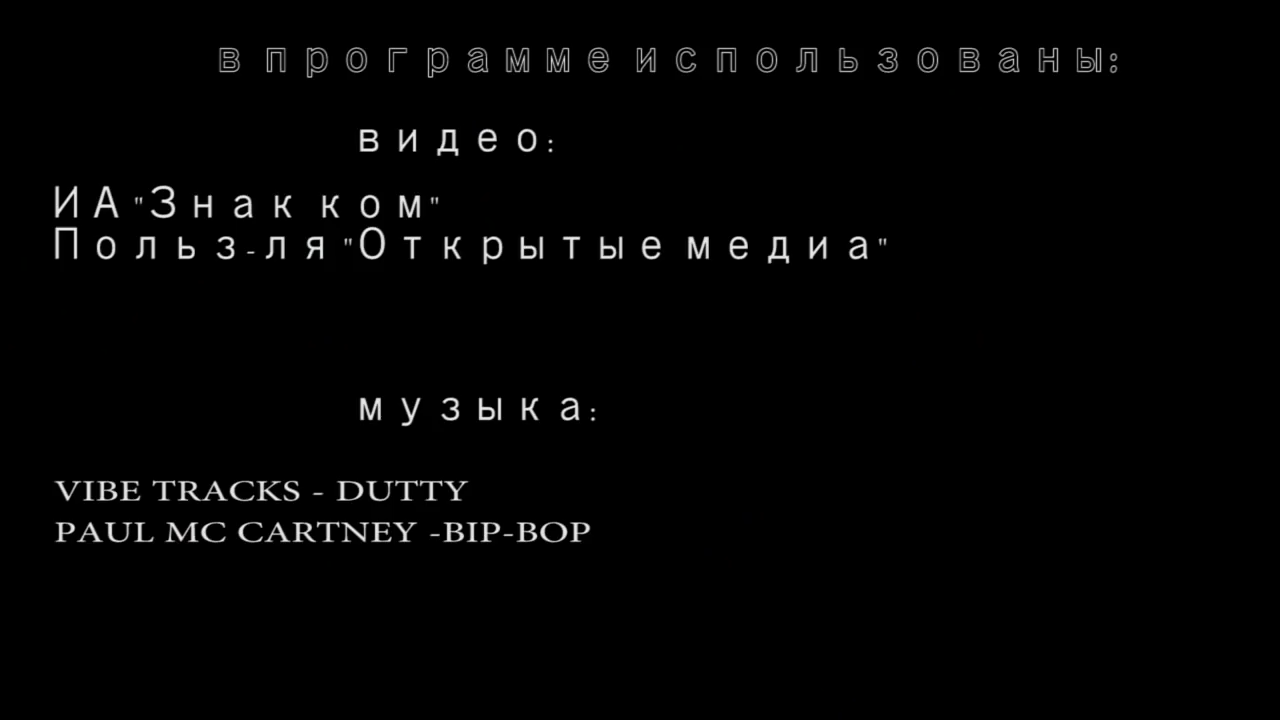 в программе использованы:
видео:
ИА "Знак ком"
Польз-ля "Открытые медиа"
музыка:
VIBE TRACKS - DUTTY
PAUL MC CARTNEY -BIP-BOP